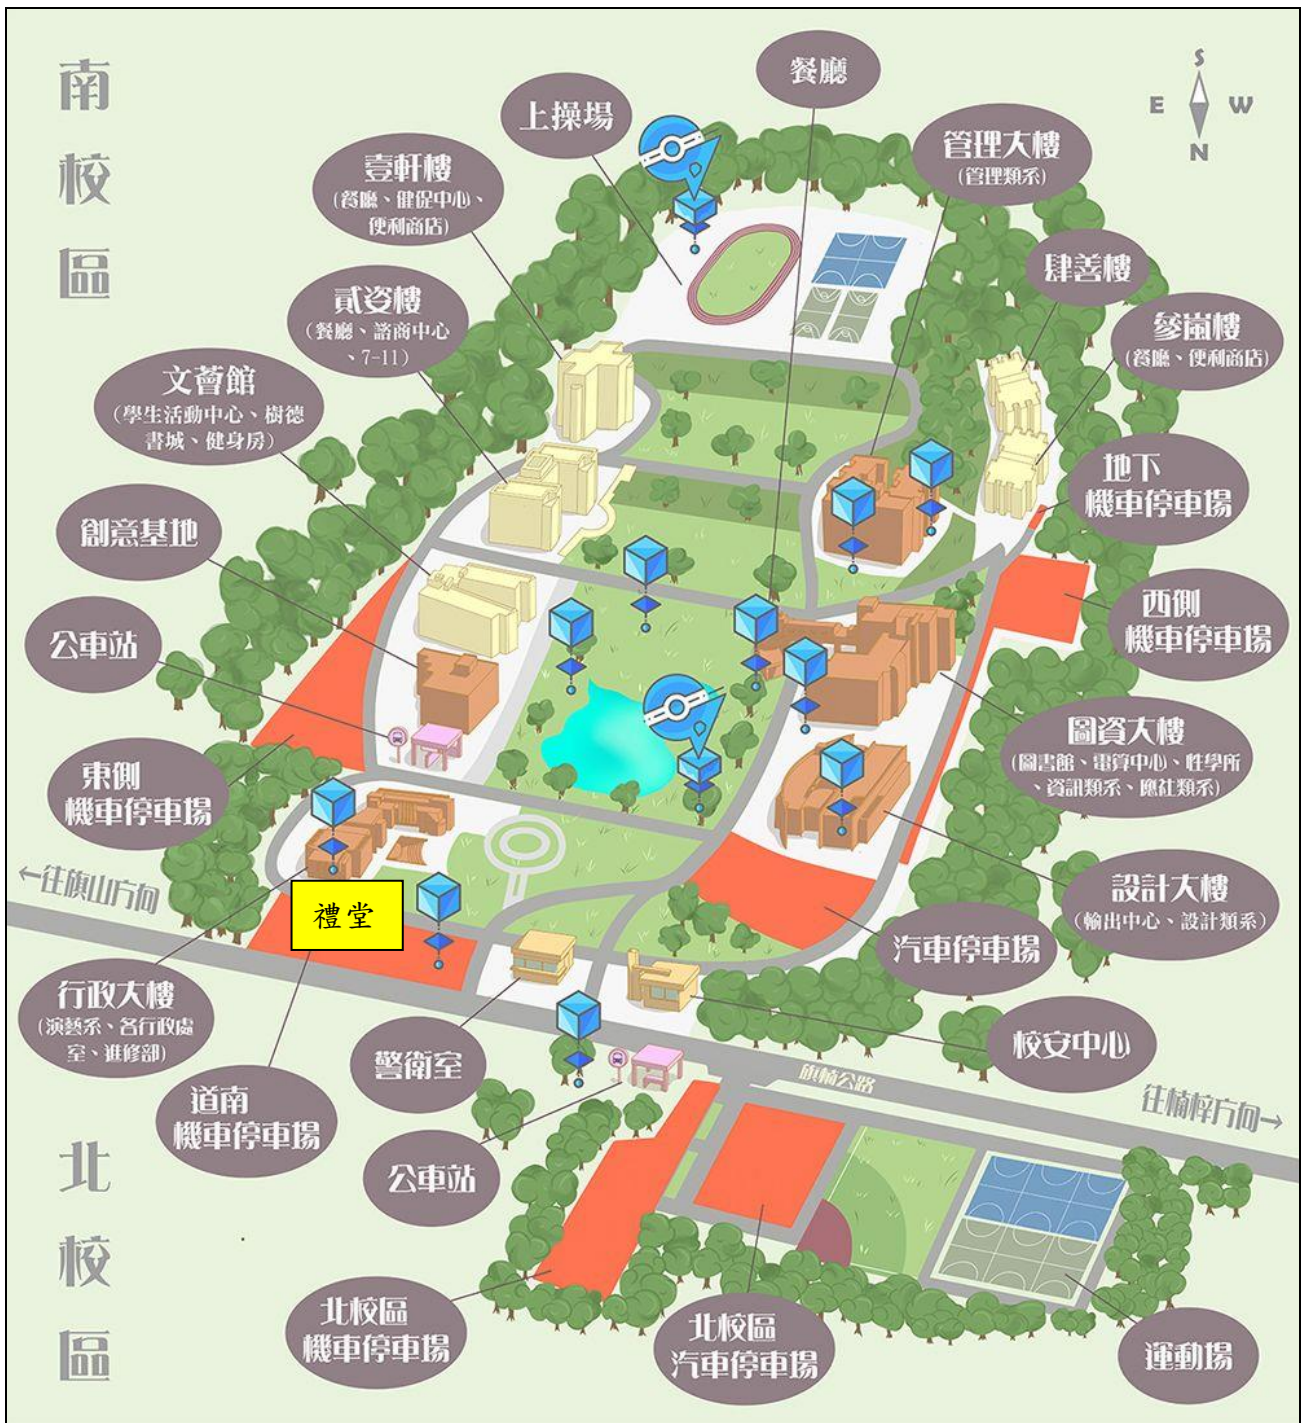 南校區
餐廳
S
E W
N
上操場
管理大樓
(管理類系)
壹軒樓
(餐廳、健促中心、
便利商店)
肆善樓
貳姿樓
(餐廳、諮商中心
、7-11)
參嵐樓
(餐廳、便利商店)
文薈館
(學生活動中心、樹德
書城、健身房)
地下
機車停車場
創意基地
西側
機車停車場
公車站
圖資大樓
(圖書館、電算中心、性學所
、資訊類系、應社類系)
東側
機車停車場
←往旗山方向
禮堂
設計大樓
(輸出中心、設計類系)
汽車停車場
行政大樓
(演藝系、各行政處
室、進修部)
警衛室
校安中心
旗楠公路
往楠梓方向→
道南
機車停車場
公車站
北校區
北校區
機車停車場
北校區
汽車停車場
運動場